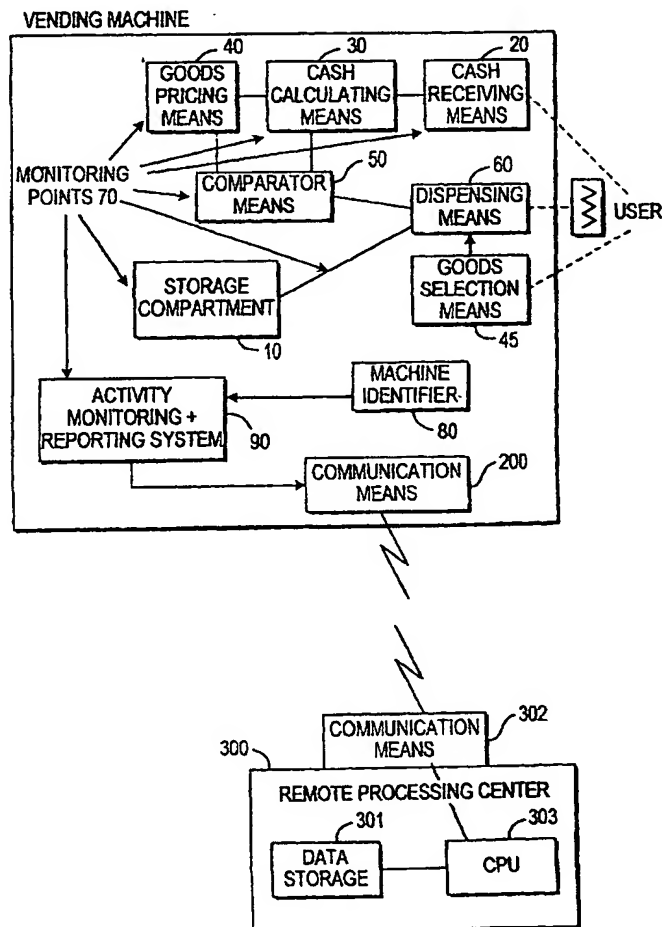 VENDING MACHINE
40
30
20
GOODS
PRICING
MEANS
CASH
CALCULATING
MEANS
CASH
RECEIVING
MEANS
MONITORING
POINTS 70
50
COMPARATOR
MEANS
60
DISPENSING
MEANS
USER
GOODS
SELECTION
MEANS
45
STORAGE
COMPARTMENT
10
ACTIVITY
MONITORING +
REPORTING SYSTEM
90
MACHINE
IDENTIFIER
80
COMMUNICATION
MEANS
200
COMMUNICATION
MEANS
302
300
REMOTE PROCESSING CENTER
301
303
DATA
STORAGE
CPU